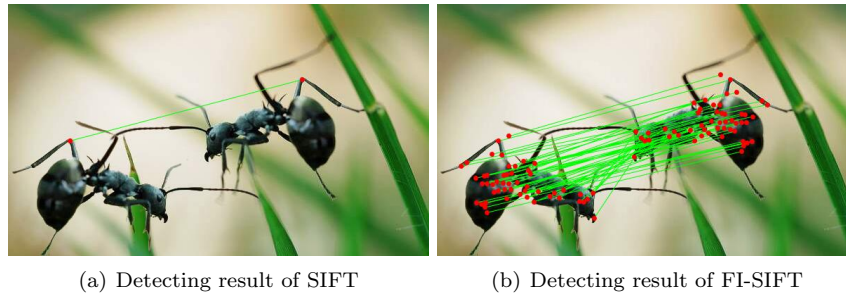 (a) Detecting result of SIFT
(b) Detecting result of FI-SIFT